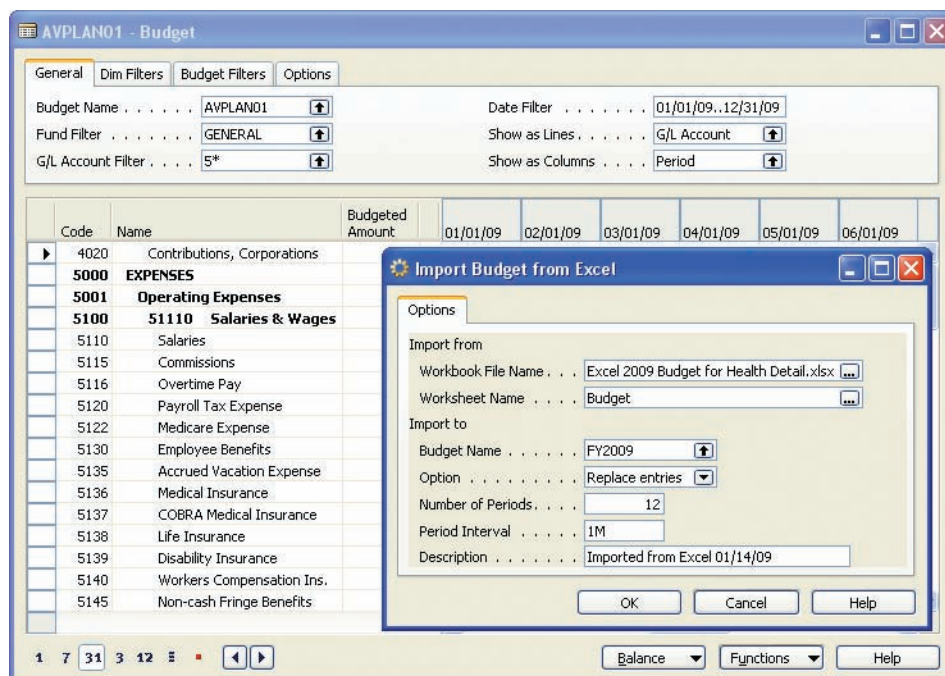 AVPLAN01 - Budget
General Dim Filters Budget Filters Options
Budget Name . . . . . . AVPLAN01
Date Filter . . . . . . . 01/01/09..12/31/09
Fund Filter . . . . . . . GENERAL
Show as Lines . . . . . G/L Account
G/L Account Filter . . . . 5*
Show as Columns . . . . Period
Code Name Budgeted Amount 01/01/09 02/01/09 03/01/09 04/01/09 05/01/09 06/01/09
4020 Contributions, Corporations
5000 EXPENSES
5001 Operating Expenses
5100 51110 Salaries & Wages
5110 Salaries
5115 Commissions
5116 Overtime Pay
5120 Payroll Tax Expense
5122 Medicare Expense
5130 Employee Benefits
5135 Accrued Vacation Expense
5136 Medical Insurance
5137 COBRA Medical Insurance
5138 Life Insurance
5139 Disability Insurance
5140 Workers Compensation Ins.
5145 Non-cash Fringe Benefits
Import Budget from Excel
Options
Import from
Workbook File Name . . . Excel 2009 Budget for Health Detail.xlsx ...
Worksheet Name . . . . Budget ...
Import to
Budget Name . . . . . . FY2009
Option . . . . . . . . . Replace entries
Number of Periods. . . . 12
Period Interval . . . . . 1M
Description . . . . . . . Imported from Excel 01/14/09
OK Cancel Help
1 7 31 3 12
Balance Functions Help